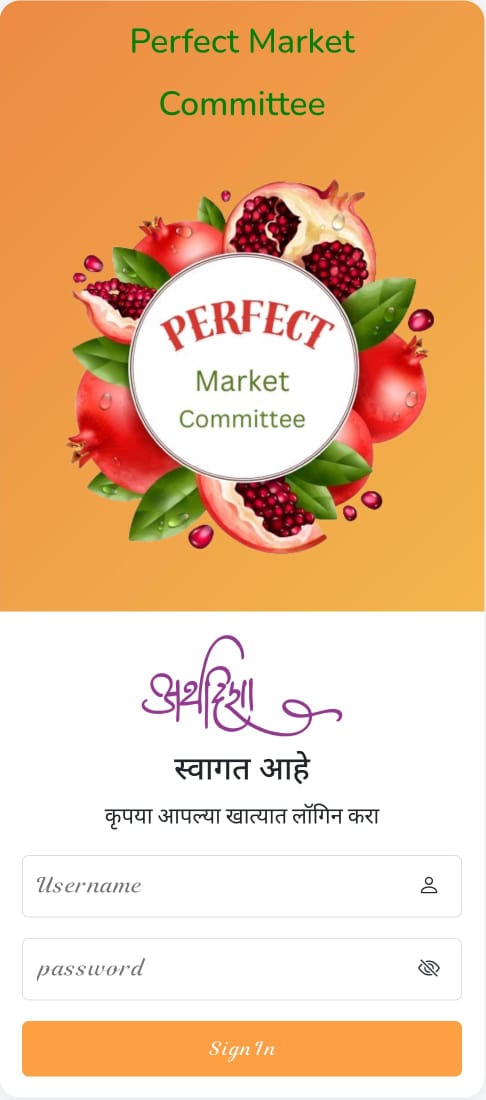 Perfect Market
Committee
PERFECT
Market
Committee
अर्थदिशा
स्वागत आहे
कृपया आपल्या खात्यात लॉगिन करा
Username
password
Sign In